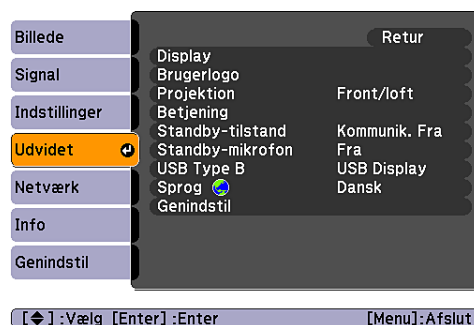 Billede
Signal
Indstillinger
Udvidet
Netværk
Info
Genindstil
Retur
Display
Brugerlogo
Projektion Front/loft
Betjening
Standby-tilstand Kommunik. Fra
Standby-mikrofon Fra
USB Type B USB Display
Sprog Dansk
Genindstil
[◆] :Vælg [Enter] :Enter [Menu]:Afslut